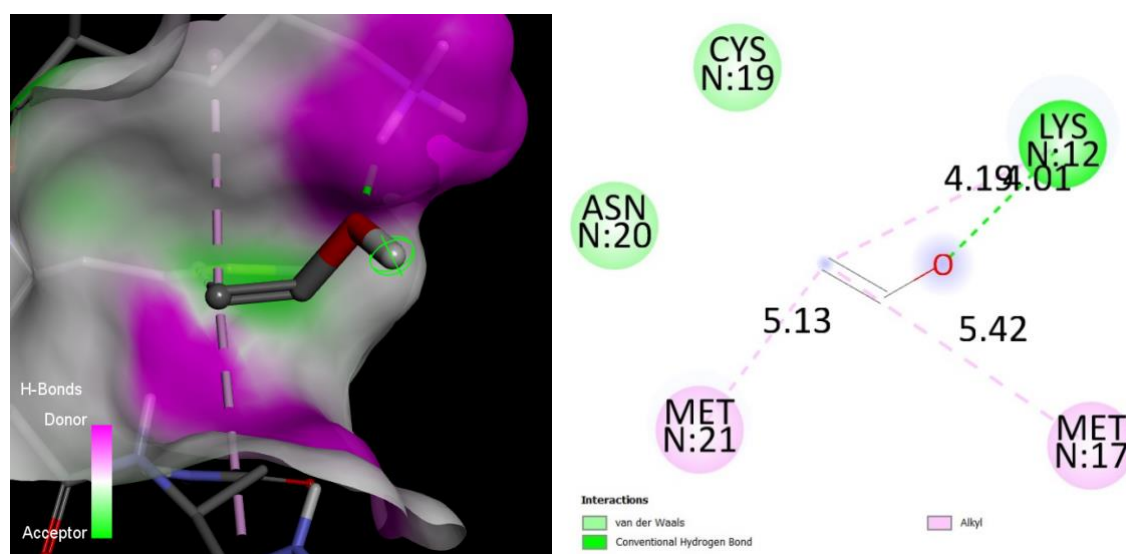 H-Bonds
Donor
Acceptor
CYS
N:19
LYS
N:12
4.19
4.01
ASN
N:20
O
5.13
5.42
MET
N:21
MET
N:17
Interactions
van der Waals
Conventional Hydrogen Bond
Alkyl